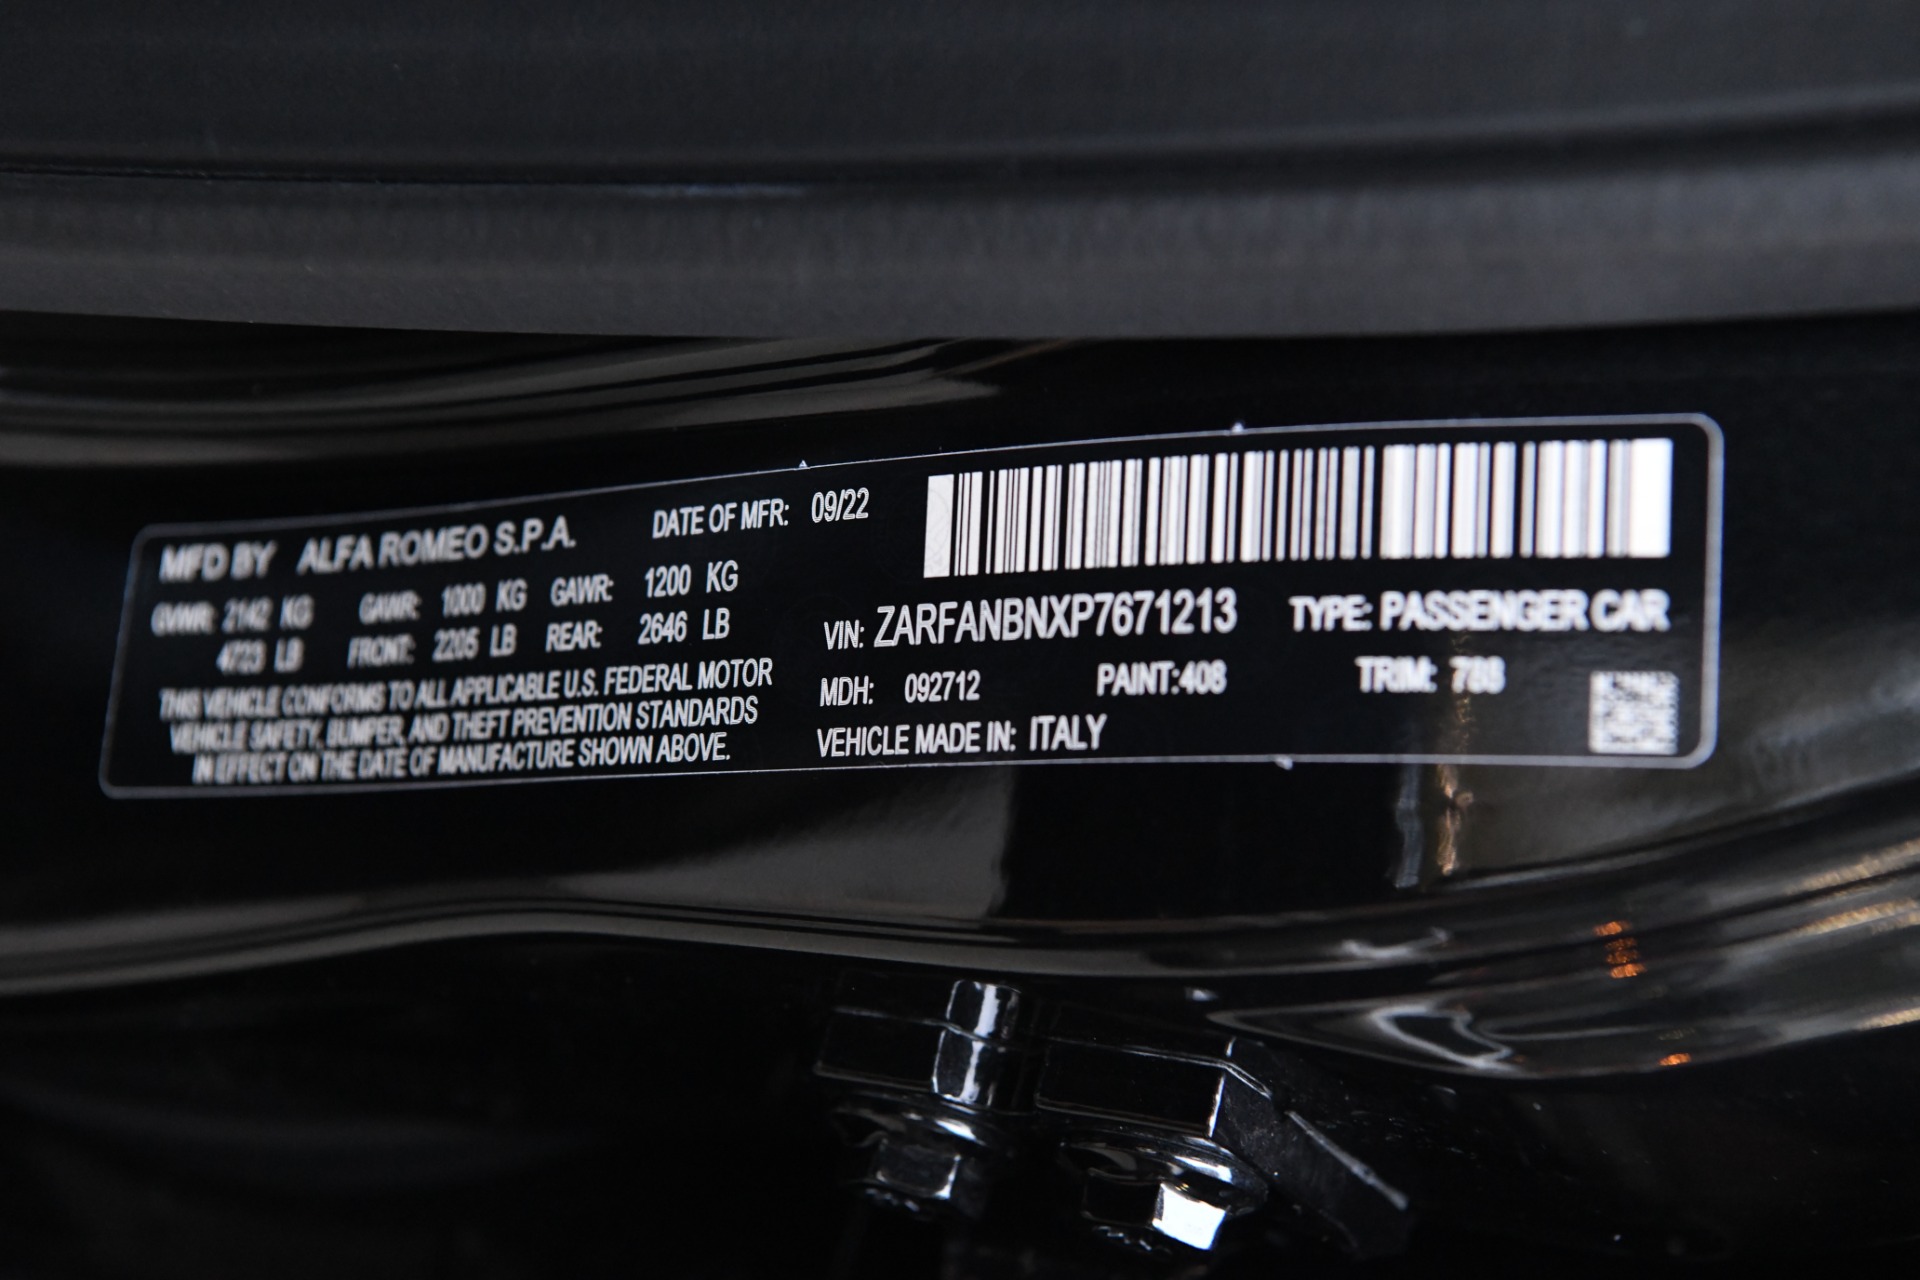 MFD BY ALFA ROMEO S.P.A. DATE OF MFR: 09/22
GVWR: 2142 KG GAWR: 1000 KG GAWR: 1200 KG
4723 LB FRONT: 2205 LB REAR: 2646 LB
THIS VEHICLE CONFORMS TO ALL APPLICABLE U.S. FEDERAL MOTOR
VEHICLE SAFETY, BUMPER, AND THEFT PREVENTION STANDARDS
IN EFFECT ON THE DATE OF MANUFACTURE SHOWN ABOVE.
VIN: ZARFANBNXP7671213 TYPE: PASSENGER CAR
MDH: 092712 PAINT:408 TRIM: 788
VEHICLE MADE IN: ITALY